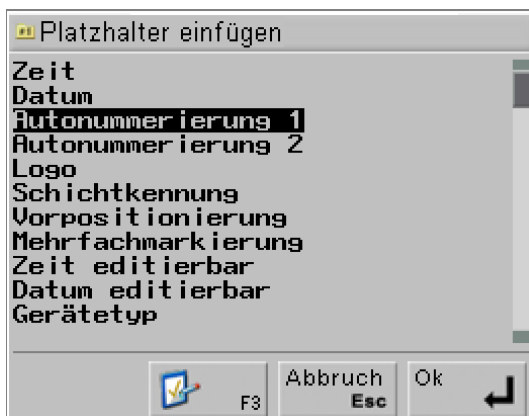 Platzhalter einfügen
Zeit
Datum
Autonummerierung 1
Autonummerierung 2
Logo
Schichtkennung
Vorpositionierung
Mehrfachmarkierung
Zeit editierbar
Datum editierbar
Gerätetyp
F3
Abbruch
Esc
Ok